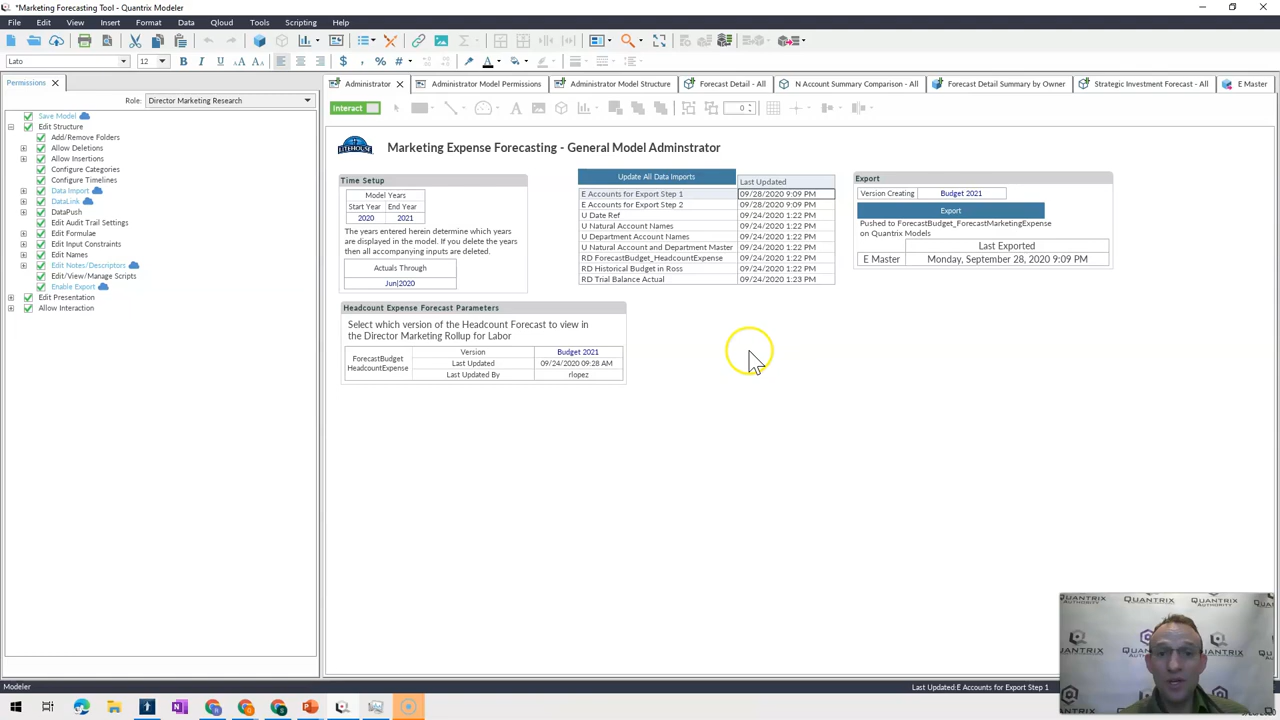 *Marketing Forecasting Tool - Quantrix Modeler
File Edit View Insert Format Data Qloud Tools Scripting Help
Lato 12
Permissions
Administrator
Administrator Model Permissions
Administrator Model Structure
Forecast Detail - All
N Account Summary Comparison - All
Forecast Detail Summary by Owner
Strategic Investment Forecast - All
E Master
Role: Director Marketing Research
Interact
0
Save Model
Edit Structure
Add/Remove Folders
Allow Deletions
Allow Insertions
Configure Categories
Configure Timelines
Data Import
DataLink
DataPush
Edit Audit Trail Settings
Edit Formulae
Edit Input Constraints
Edit Names
Edit Notes/Descriptors
Edit/View/Manage Scripts
Enable Export
Edit Presentation
Allow Interaction
LITEHOUSE
Marketing Expense Forecasting - General Model Adminstrator
Time Setup
Model Years
Start Year End Year
2020 2021
The years entered herein determine which years
are displayed in the model. If you delete the years
then all accompanying inputs are deleted.
Actuals Through
Jun|2020
Update All Data Imports
Last Updated
E Accounts for Export Step 1 09/28/2020 9:09 PM
E Accounts for Export Step 2 09/28/2020 9:09 PM
U Date Ref 09/24/2020 1:22 PM
U Natural Account Names 09/24/2020 1:22 PM
U Department Account Names 09/24/2020 1:22 PM
U Natural Account and Department Master 09/24/2020 1:22 PM
RD ForecastBudget_HeadcountExpense 09/24/2020 1:22 PM
RD Historical Budget in Ross 09/24/2020 1:22 PM
RD Trial Balance Actual 09/24/2020 1:23 PM
Export
Version Creating Budget 2021
Export
Pushed to ForecastBudget_ForecastMarketingExpense
on Quantrix Models
Last Exported
E Master Monday, September 28, 2020 9:09 PM
Headcount Expense Forecast Parameters
Select which version of the Headcount Forecast to view in
the Director Marketing Rollup for Labor
ForecastBudget
HeadcountExpense
Version Budget 2021
Last Updated 09/24/2020 09:28 AM
Last Updated By rlopez
QUANTRIX AUTHORITY
Modeler
Last Updated:E Accounts for Export Step 1